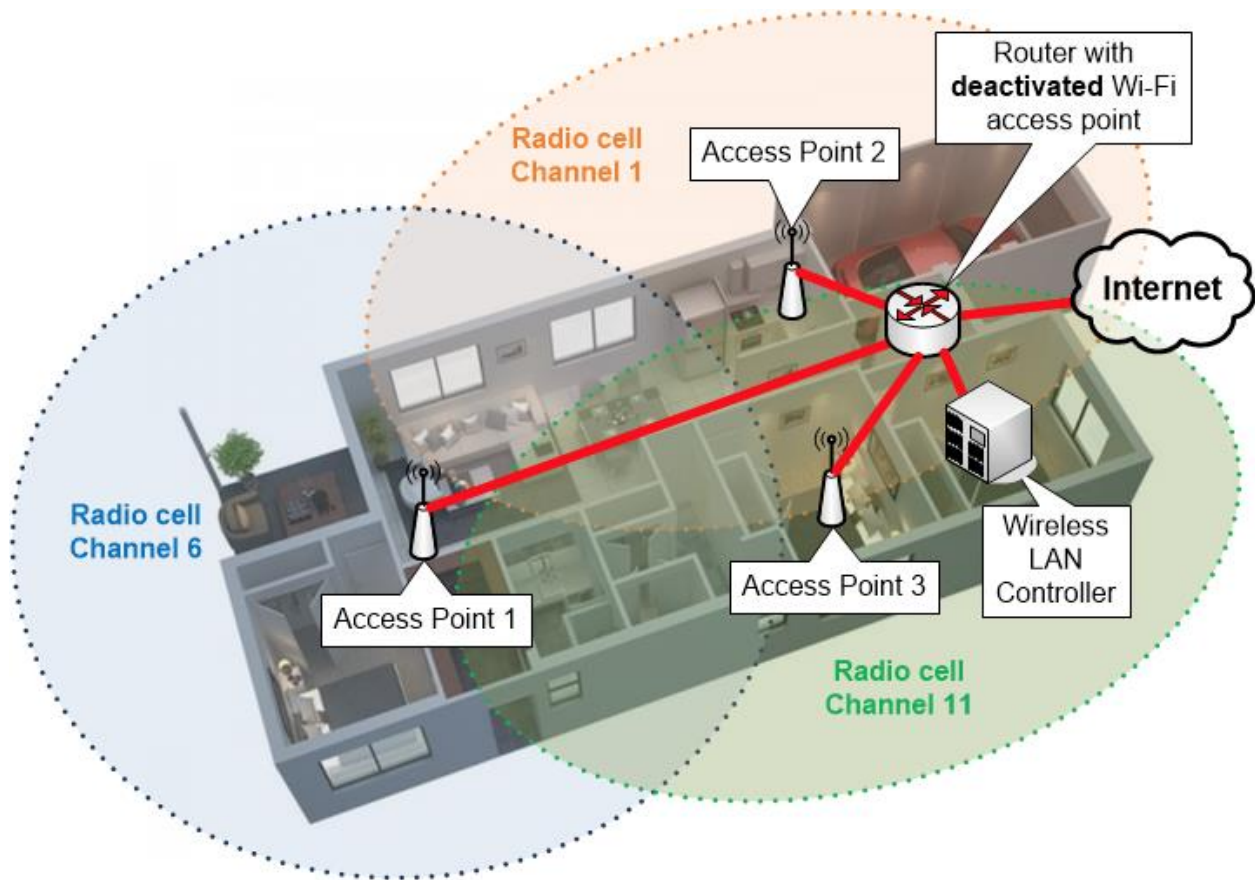 Router with
deactivated Wi-Fi
access point
Radio cell
Channel 1
Access Point 2
Internet
Radio cell
Channel 6
Access Point 1
Access Point 3
Wireless
LAN
Controller
Radio cell
Channel 11